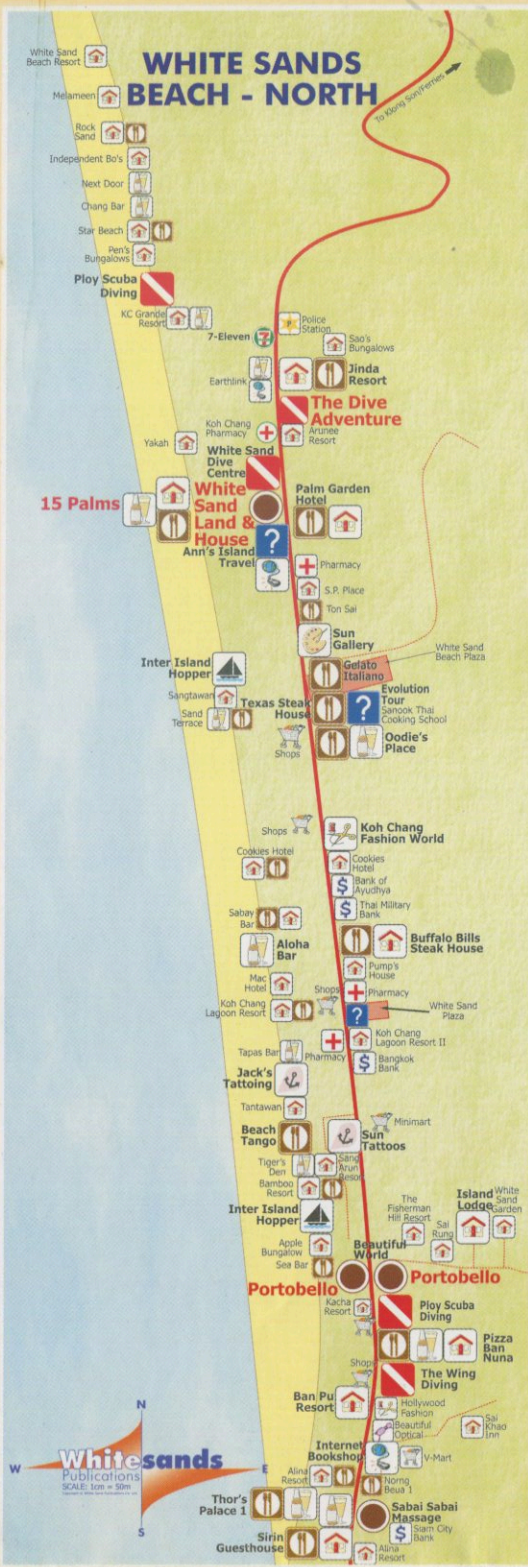 WHITE SANDS
BEACH - NORTH
To Klong Son/Ferries
White Sand
Beach Resort
Melameen
Rock
Sand
Independent Bo's
Next Door
Chang Bar
Star Beach
Pen's
Bungalows
Ploy Scuba
Diving
KC Grande
Resort
7-Eleven
7
P
Police
Station
Sao's
Bungalows
Earthlink
Jinda
Resort
The Dive
Adventure
Koh Chang
Pharmacy
Arunee
Resort
Yakah
White Sand
Dive
Centre
15 Palms
White
Sand
Land &
House
Palm Garden
Hotel
Ann's Island
Travel
?
Pharmacy
S.P. Place
Ton Sai
Sun
Gallery
White Sand
Beach Plaza
Inter Island
Hopper
Gelato
Italiano
Sangtawan
Sand
Terrace
Texas Steak
House
?
Evolution
Tour
Sanook Thai
Cooking School
Shops
Oodie's
Place
Shops
Koh Chang
Fashion World
Cookies Hotel
Cookies
Hotel
$
Bank of
Ayudhya
$
Thai Military
Bank
Sabay
Bar
Aloha
Bar
Buffalo Bills
Steak House
Pump's
House
Mac
Hotel
Shops
Pharmacy
Koh Chang
Lagoon Resort
?
White Sand
Plaza
Koh Chang
Lagoon Resort II
Tapas Bar
Pharmacy
$
Bangkok
Bank
Jack's
Tattoing
Tantawan
Minimart
Beach
Tango
Sun
Tattoos
Tiger's
Den
Sang
Arun
Resor
Bamboo
Resort
Inter Island
Hopper
The
Fisherman
Hill Resort
Sai
Rung
Island
Lodge
White
Sand
Garden
Apple
Bungalow
Sea Bar
Beautiful
World
Portobello
Portobello
Kacha
Resort
Ploy Scuba
Diving
Pizza
Ban
Nuna
Shops
The Wing
Diving
Ban Pu
Resort
Hollywood
Fashion
Beautiful
Optical
Sai
Khao
Inn
Internet
Bookshop
V-Mart
Alina
Resort
Norng
Beua 1
Thor's
Palace 1
Sabai Sabai
Massage
$
Siam City
Bank
Sirin
Guesthouse
Alina
Resort
N
W
E
S
Whitesands
Publications
SCALE: 1cm = 50m